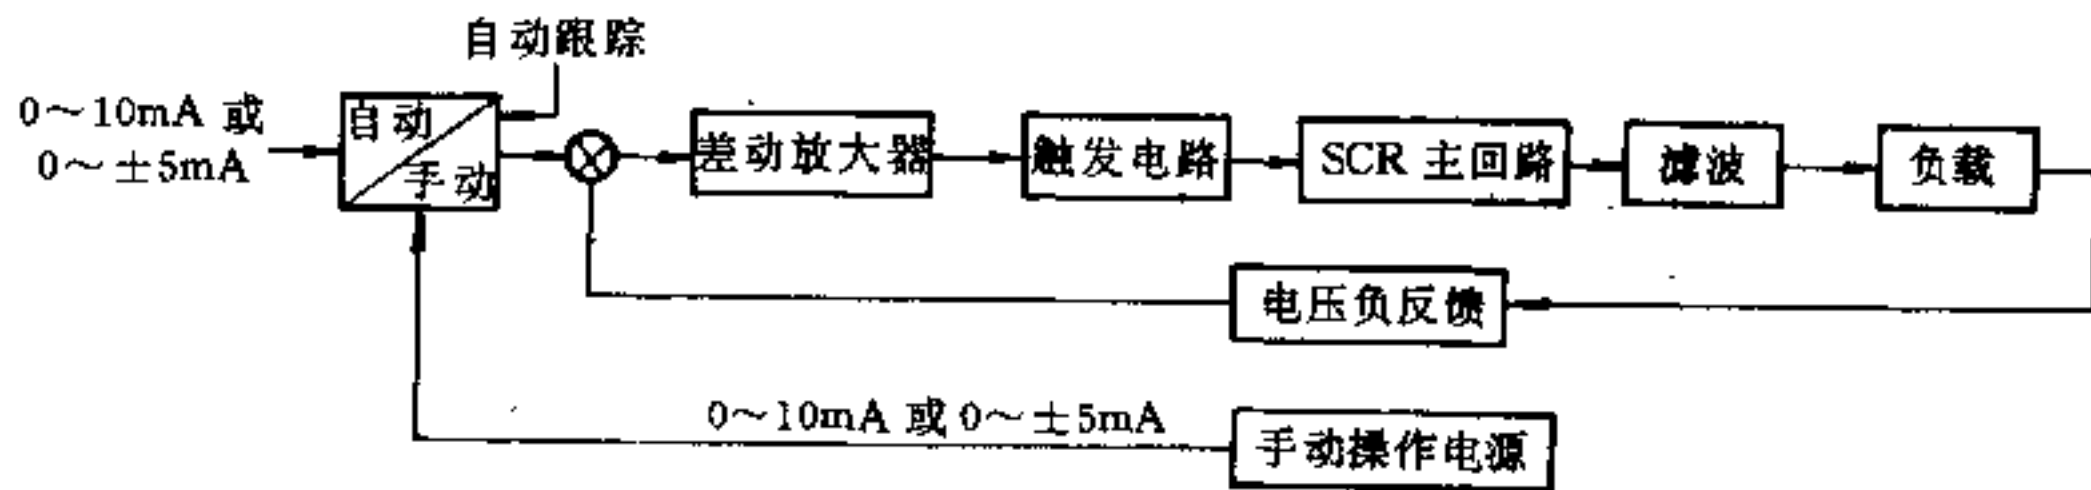 自动跟踪
0～10mA 或
0～±5mA
自动
手动
差动放大器
触发电路
SCR 主回路
滤波
负载
电压负反馈
0～10mA 或 0～±5mA
手动操作电源